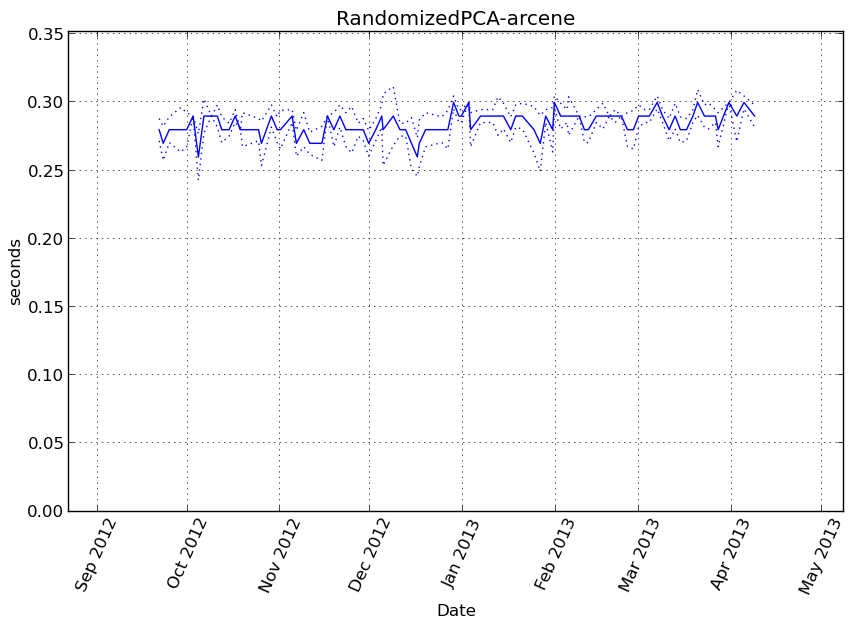 RandomizedPCA-arcene
0.35
0.30
0.25
0.20
0.15
0.10
0.05
0.00
seconds
Sep 2012
Oct 2012
Nov 2012
Dec 2012
Jan 2013
Feb 2013
Mar 2013
Apr 2013
May 2013
Date